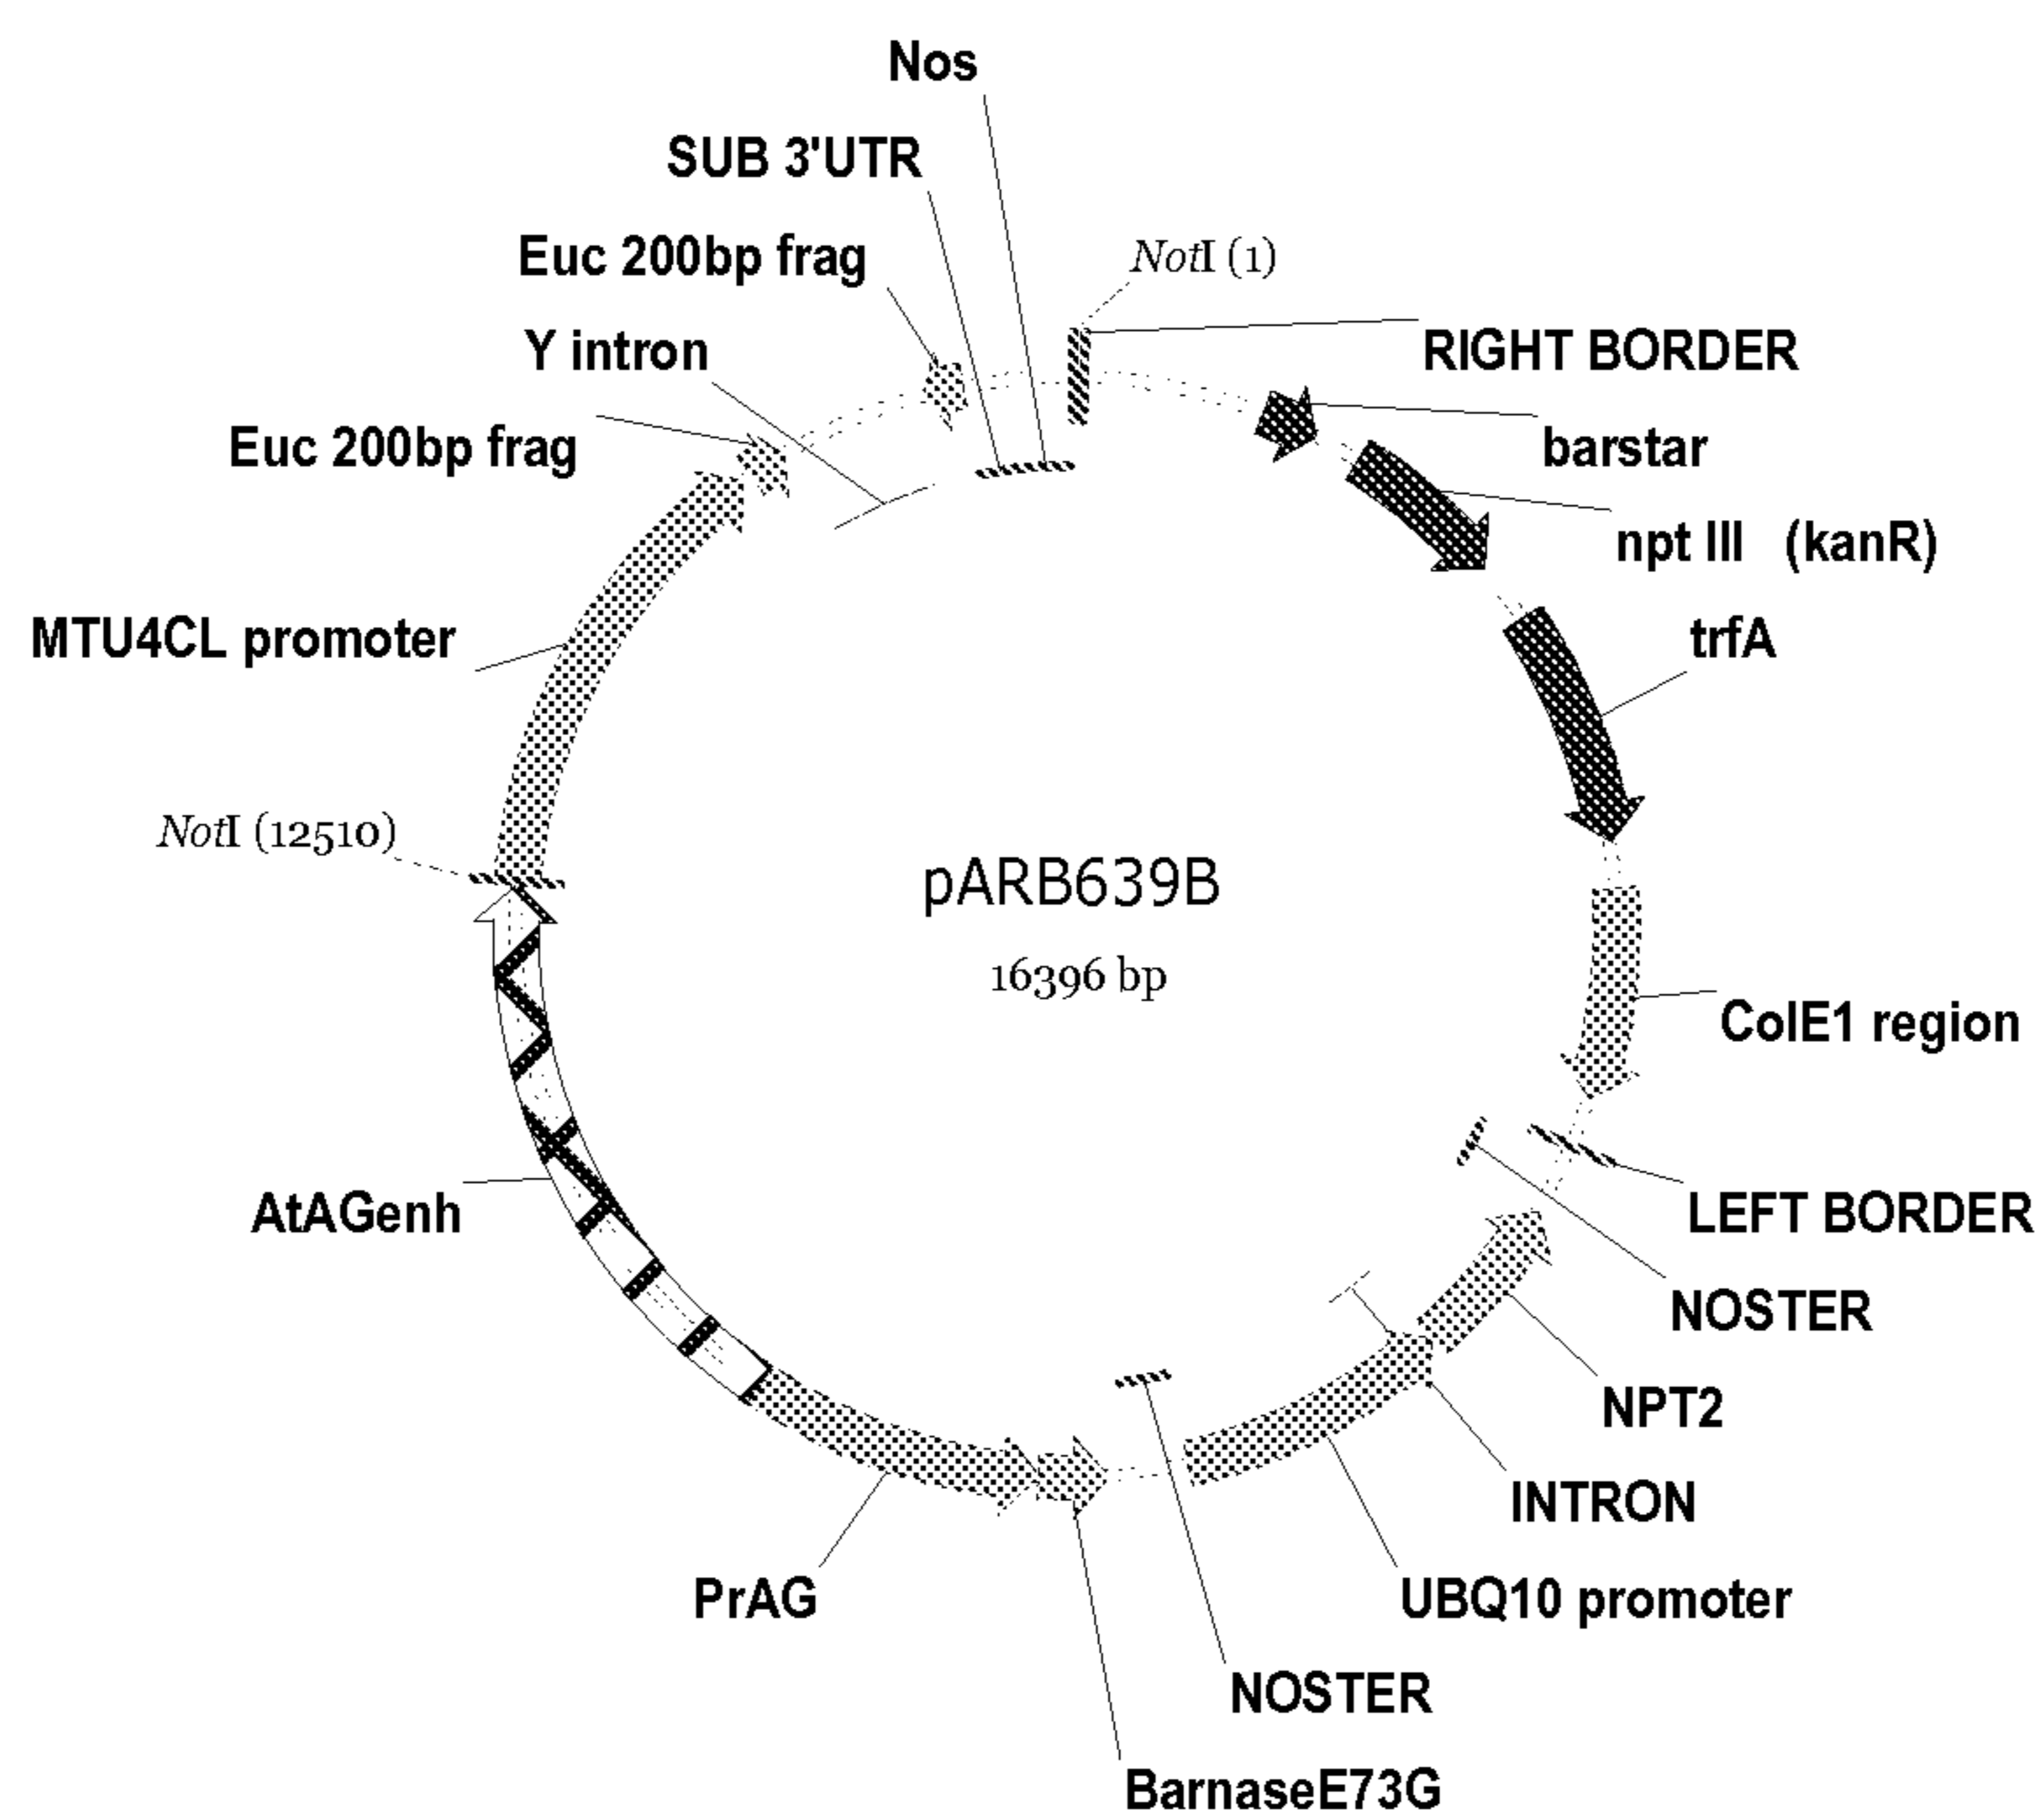 Nos
SUB 3'UTR
Euc 200bp frag
NotI (1)
Y intron
RIGHT BORDER
Euc 200bp frag
barstar
npt III (kanR)
MTU4CL promoter
trfA
NotI (12510)
pARB639B
16396 bp
ColE1 region
AtAGenh
LEFT BORDER
NOSTER
NPT2
INTRON
PrAG
UBQ10 promoter
NOSTER
BarnaseE73G